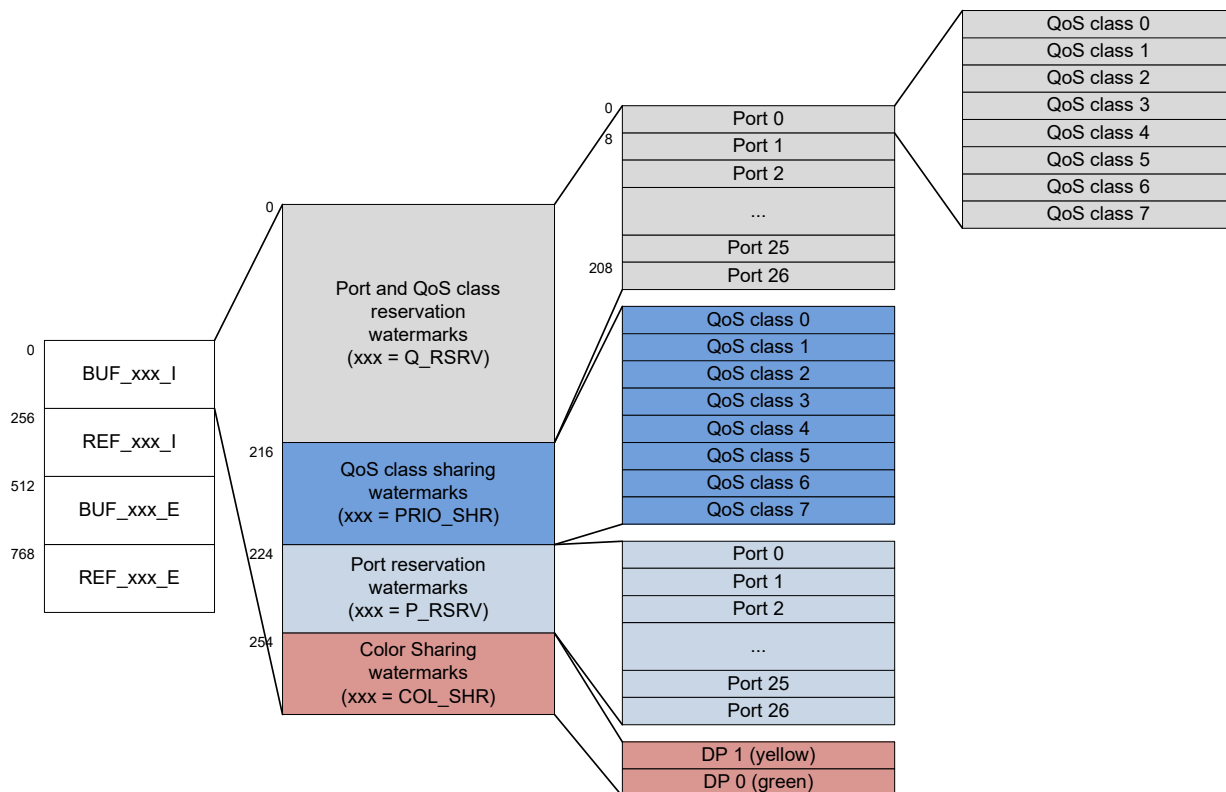 0
BUF_xxx_I
256
REF_xxx_I
512
BUF_xxx_E
768
REF_xxx_E
0
Port and QoS class
reservation
watermarks
(xxx = Q_RSRV)
216
QoS class sharing
watermarks
(xxx = PRIO_SHR)
224
Port reservation
watermarks
(xxx = P_RSRV)
254
Color Sharing
watermarks
(xxx = COL_SHR)
0
Port 0
8
Port 1
Port 2
...
Port 25
208
Port 26
QoS class 0
QoS class 1
QoS class 2
QoS class 3
QoS class 4
QoS class 5
QoS class 6
QoS class 7
Port 0
Port 1
Port 2
...
Port 25
Port 26
DP 1 (yellow)
DP 0 (green)
QoS class 0
QoS class 1
QoS class 2
QoS class 3
QoS class 4
QoS class 5
QoS class 6
QoS class 7